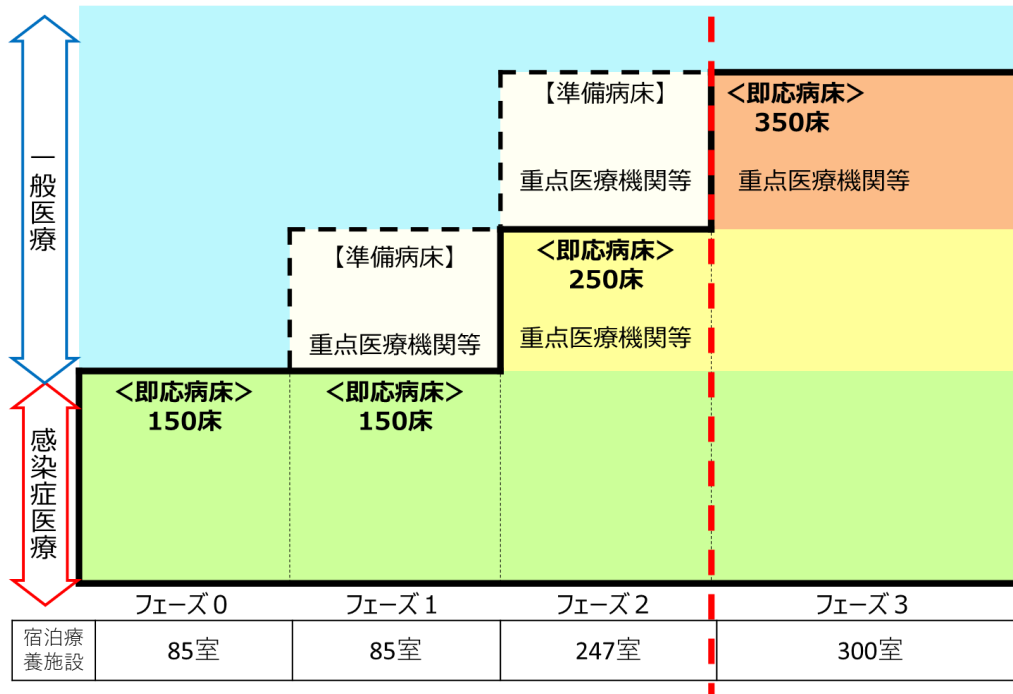 一般医療
感染症医療
【準備病床】
重点医療機関等
<即応病床>
350床
重点医療機関等
【準備病床】
重点医療機関等
<即応病床>
250床
重点医療機関等
<即応病床>
150床
<即応病床>
150床
フェーズ0
フェーズ1
フェーズ2
フェーズ3
宿泊療
養施設
85室
85室
247室
300室